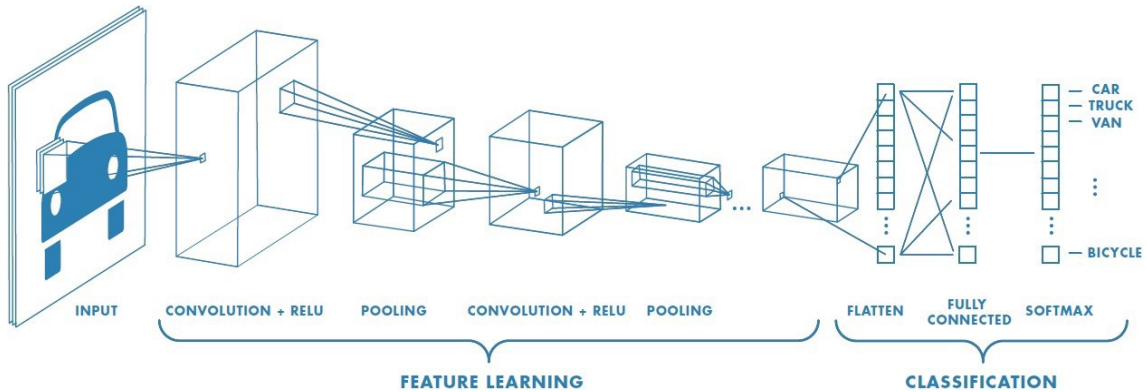 CAR
TRUCK
VAN
BICYCLE
INPUT
CONVOLUTION + RELU
POOLING
CONVOLUTION + RELU
POOLING
FLATTEN
FULLY
CONNECTED
SOFTMAX
FEATURE LEARNING
CLASSIFICATION